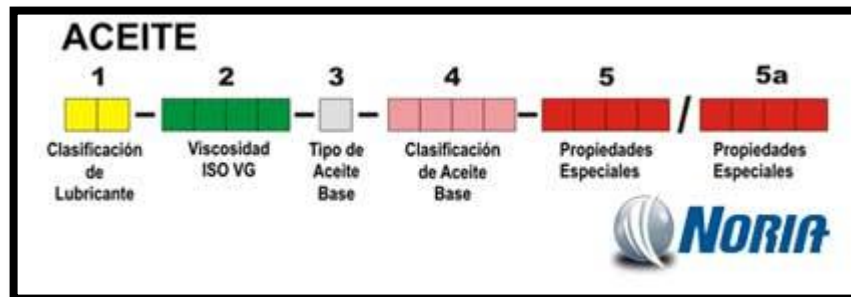 ACEITE
1 2 3 4 5 5a
- - - - /
Clasificación de Lubricante
Viscosidad ISO VG
Tipo de Aceite Base
Clasificación de Aceite Base
Propiedades Especiales
Propiedades Especiales
NORIA